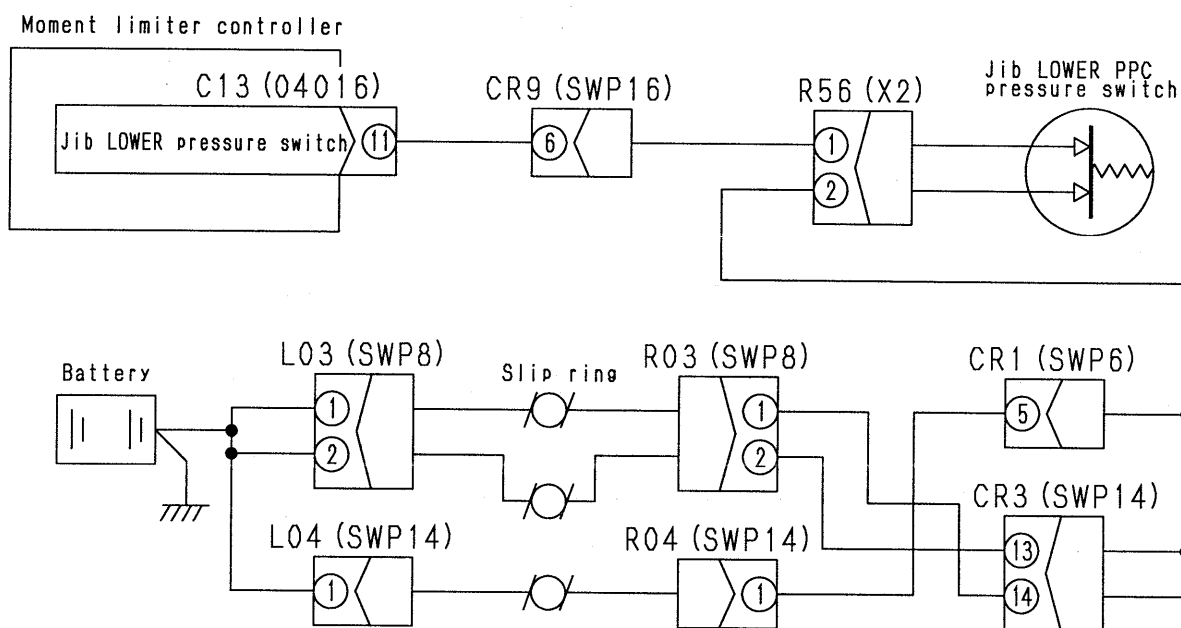 Moment limiter controller
C13 (04016)
CR9 (SWP16)
R56 (X2)
Jib LOWER PPC
pressure switch
Jib LOWER pressure switch
11
6
1
2
Battery
L03 (SWP8)
Slip ring
R03 (SWP8)
CR1 (SWP6)
1
2
1
2
5
L04 (SWP14)
R04 (SWP14)
CR3 (SWP14)
1
1
13
14